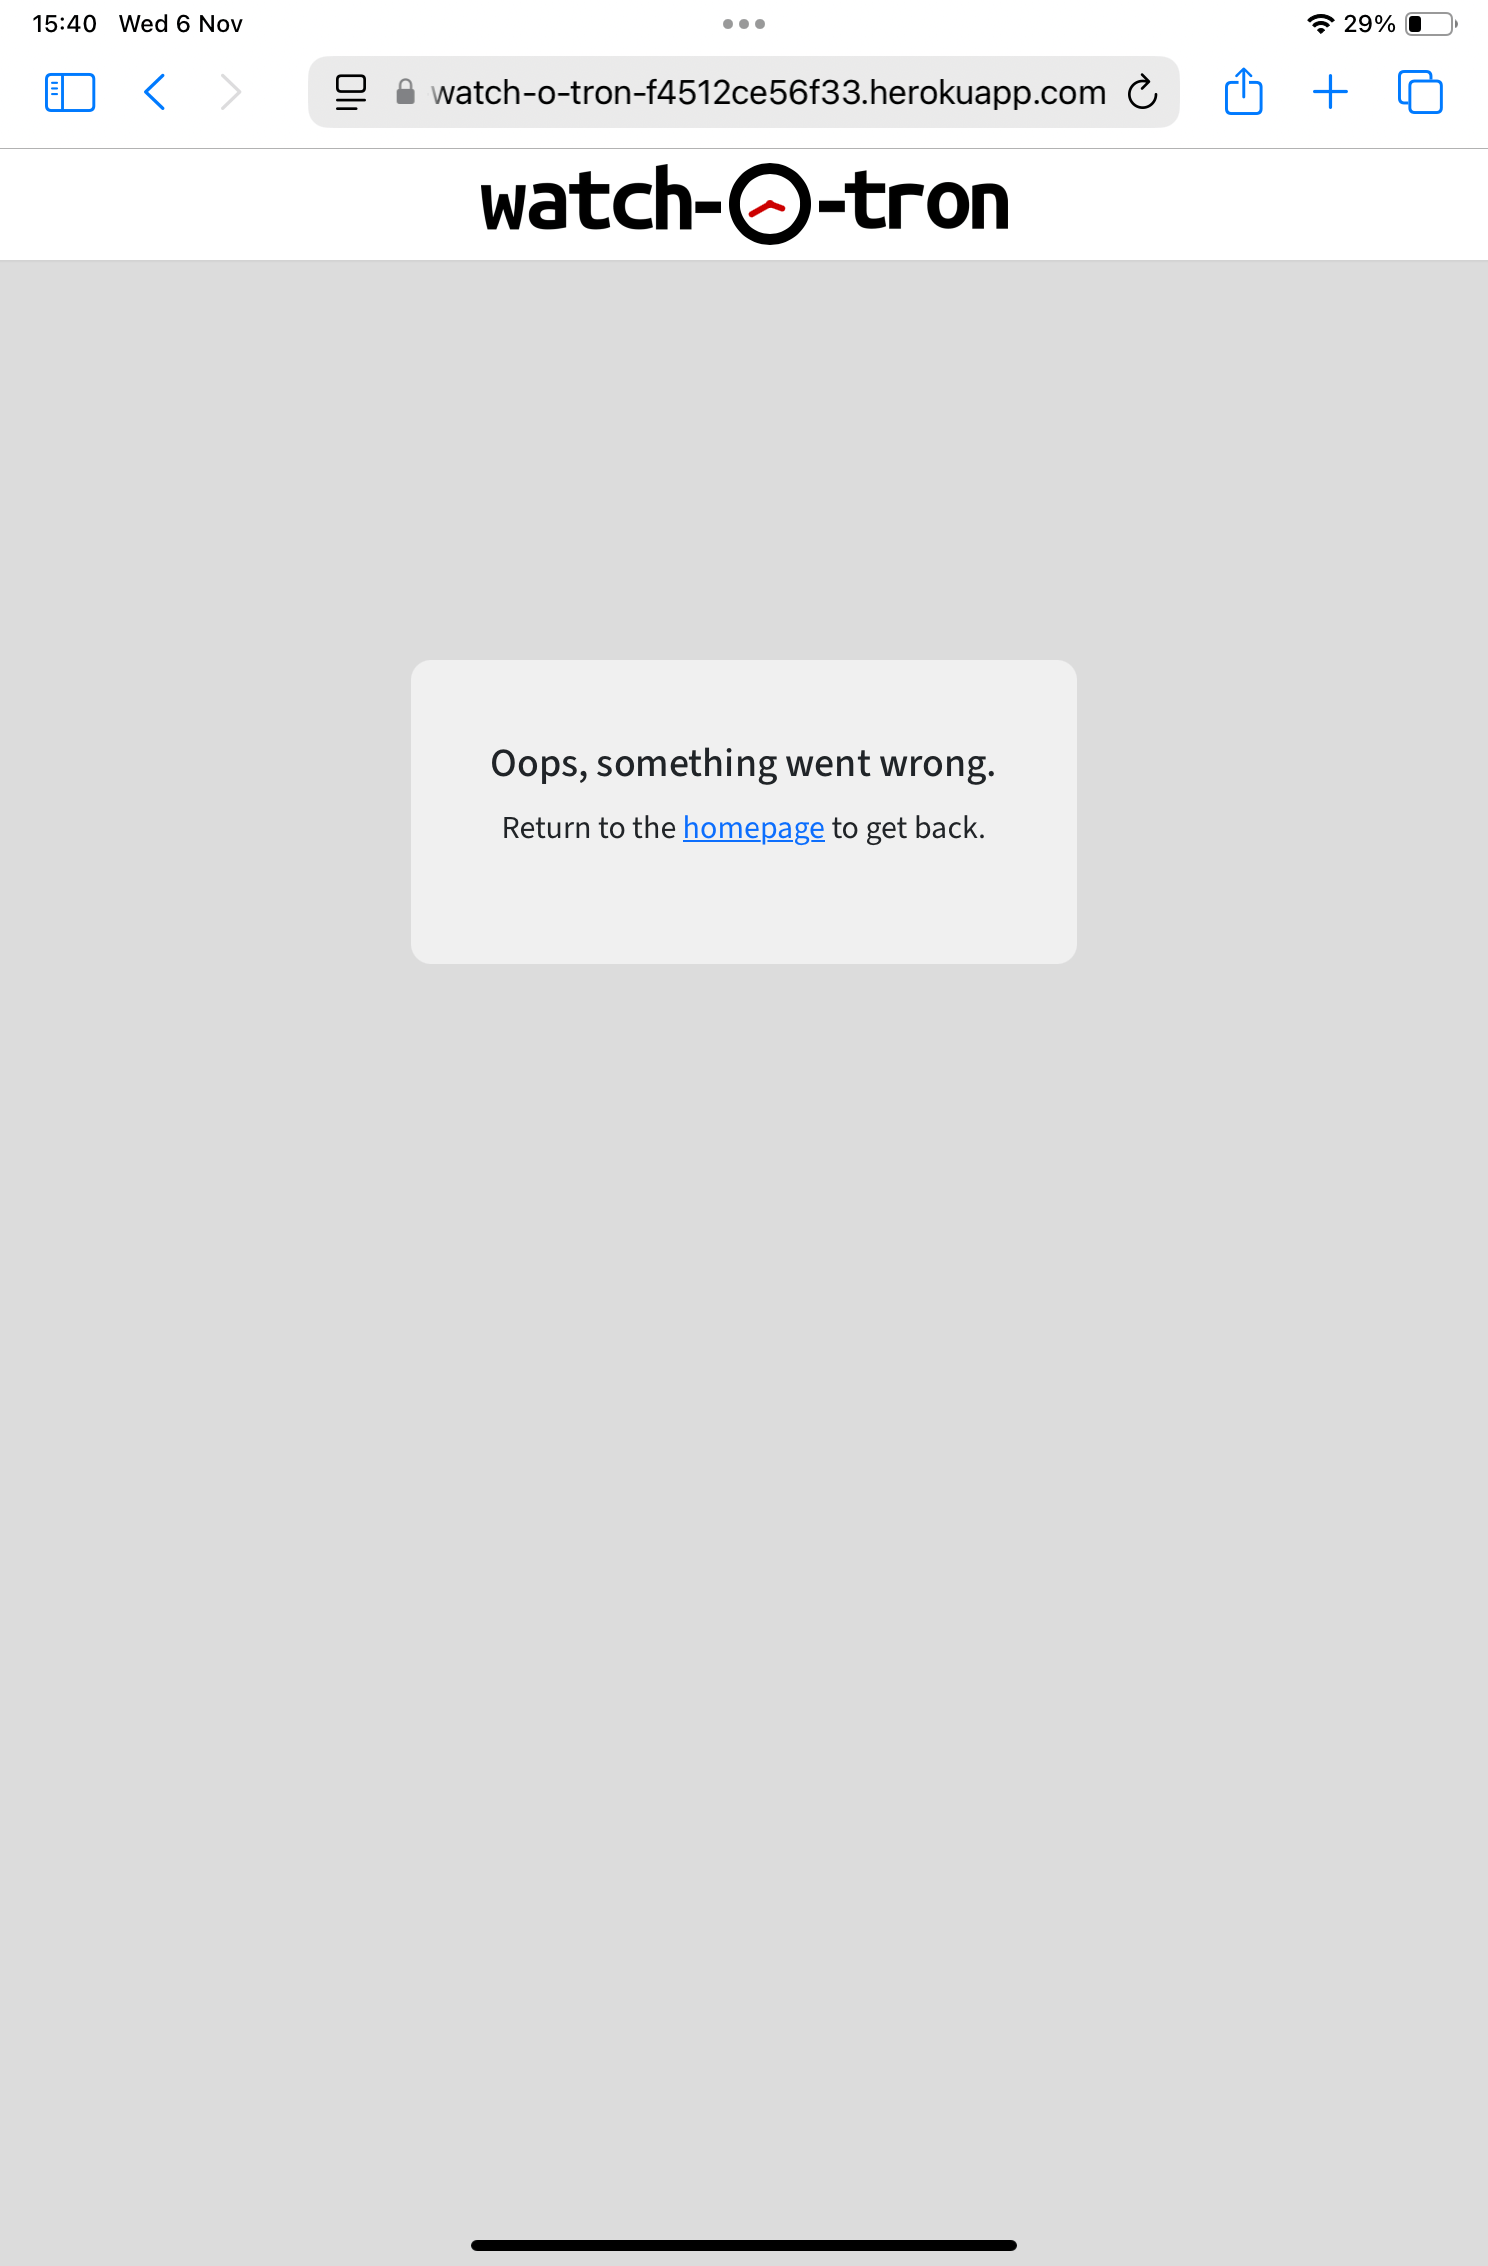 15:40 Wed 6 Nov
29%
watch-o-tron-f4512ce56f33.herokuapp.com
watch-O-tron
Oops, something went wrong.
Return to the homepage to get back.